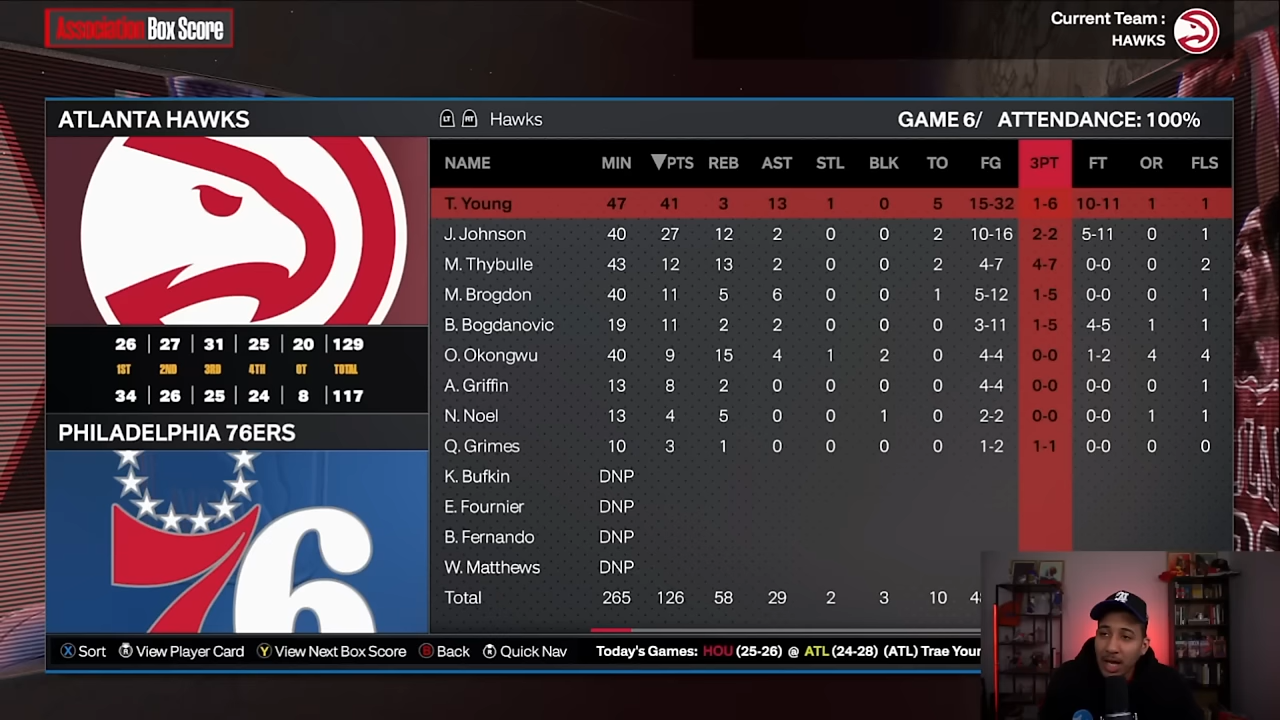 Association Box Score
Current Team :
HAWKS
ATLANTA HAWKS
LT RT Hawks
GAME 6/ ATTENDANCE: 100%
NAME MIN PTS REB AST STL BLK TO FG 3PT FT OR FLS
T. Young 47 41 3 13 1 0 5 15-32 1-6 10-11 1 1
J. Johnson 40 27 12 2 0 0 2 10-16 2-2 5-11 0 1
M. Thybulle 43 12 13 2 0 0 2 4-7 4-7 0-0 0 2
M. Brogdon 40 11 5 6 0 0 1 5-12 1-5 0-0 0 1
B. Bogdanovic 19 11 2 2 0 0 0 3-11 1-5 4-5 1 1
O. Okongwu 40 9 15 4 1 2 0 4-4 0-0 1-2 4 4
A. Griffin 13 8 2 0 0 0 0 4-4 0-0 0-0 0 1
N. Noel 13 4 5 0 0 1 0 2-2 0-0 0-0 1 1
Q. Grimes 10 3 1 0 0 0 0 1-2 1-1 0-0 0 0
K. Bufkin DNP
E. Fournier DNP
B. Fernando DNP
W. Matthews DNP
Total 265 126 58 29 2 3 10
26 27 31 25 20 129
1ST 2ND 3RD 4TH OT TOTAL
34 26 25 24 8 117
PHILADELPHIA 76ERS
76
X Sort R View Player Card Y View Next Box Score B Back Quick Nav Today's Games: HOU (25-26) @ ATL (24-28) (ATL) Trae Your